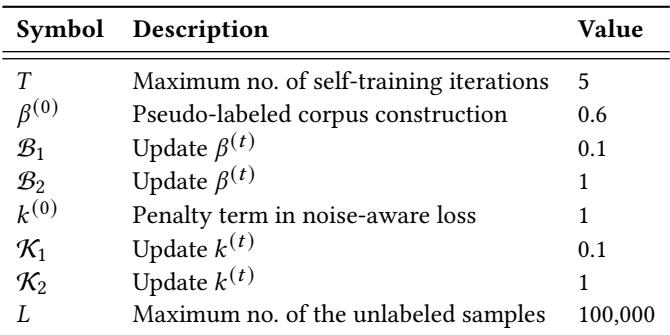 Symbol Description Value
T Maximum no. of self-training iterations 5
β⁽⁰⁾ Pseudo-labeled corpus construction 0.6
ℬ₁ Update β⁽ᵗ⁾ 0.1
ℬ₂ Update β⁽ᵗ⁾ 1
k⁽⁰⁾ Penalty term in noise-aware loss 1
𝒦₁ Update k⁽ᵗ⁾ 0.1
𝒦₂ Update k⁽ᵗ⁾ 1
L Maximum no. of the unlabeled samples 100,000